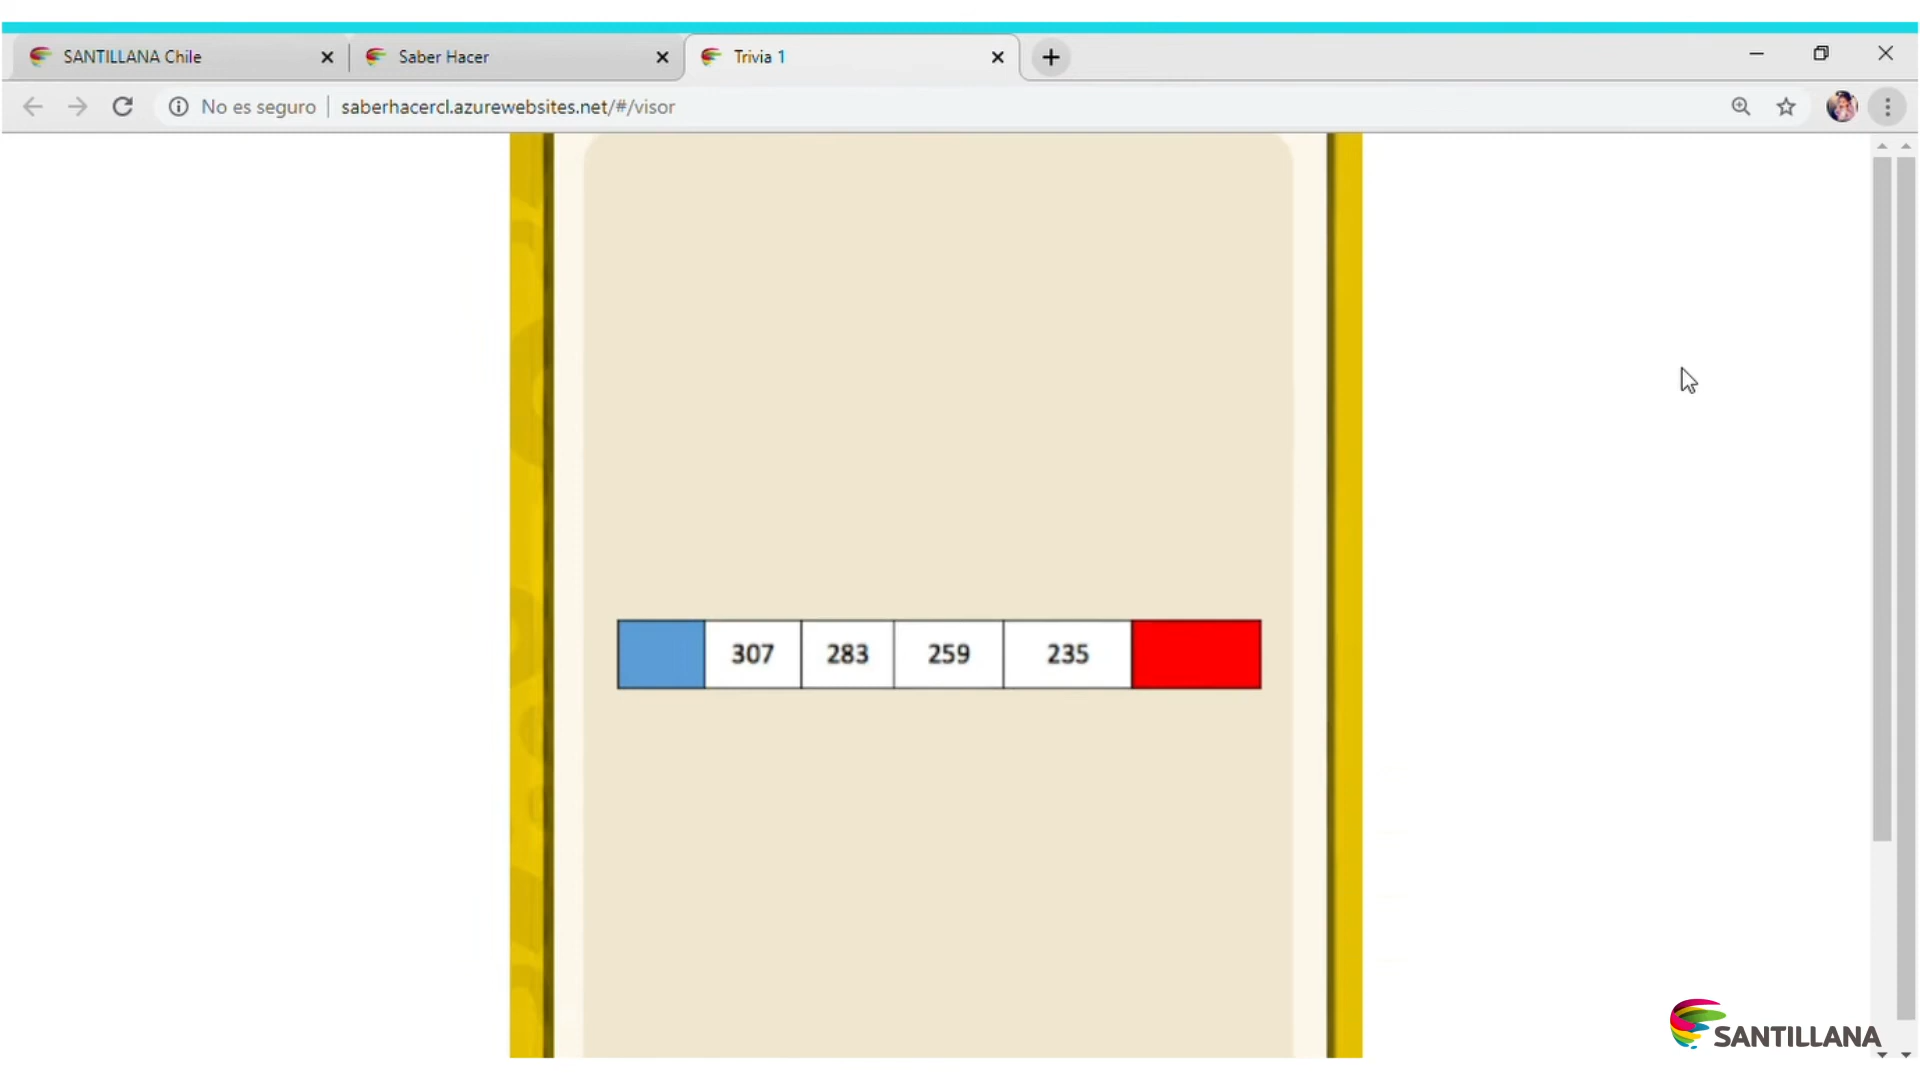 SANTILLANA Chile
Saber Hacer
Trivia 1
No es seguro
saberhacercl.azurewebsites.net/#/visor
307 283 259 235
SANTILLANA